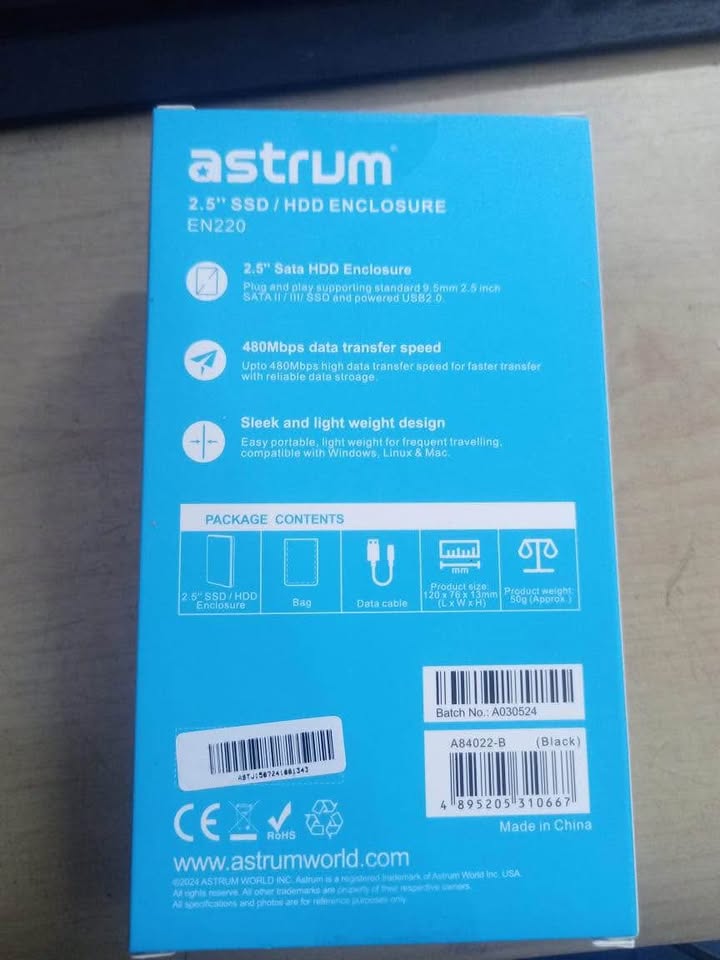 astrum
2.5" SSD / HDD ENCLOSURE
EN220
2.5" Sata HDD Enclosure
Plug and play supporting standard 9.5mm 2.5 inch
SATA II / III/ SSD and powered USB2.0.
480Mbps data transfer speed
Upto 480Mbps high data transfer speed for faster transfer
with reliable data stroage.
Sleek and light weight design
Easy portable, light weight for frequent travelling,
compatible with Windows, Linux & Mac.
PACKAGE CONTENTS
2.5" SSD / HDD
Enclosure
Bag
Data cable
mm
Product size:
120 x 76 x 13mm
(L x W x H)
Product weight:
50g (Approx.)
Batch No.: A030524
A84022-B (Black)
4 895205 310667
Made in China
CE
RoHS
www.astrumworld.com
©2024 ASTRUM WORLD INC. Astrum is a registered trademark of Astrum World Inc. USA.
All rights reserve. All other trademarks are property of their respective owners.
All specifications and photos are for reference purposes only.